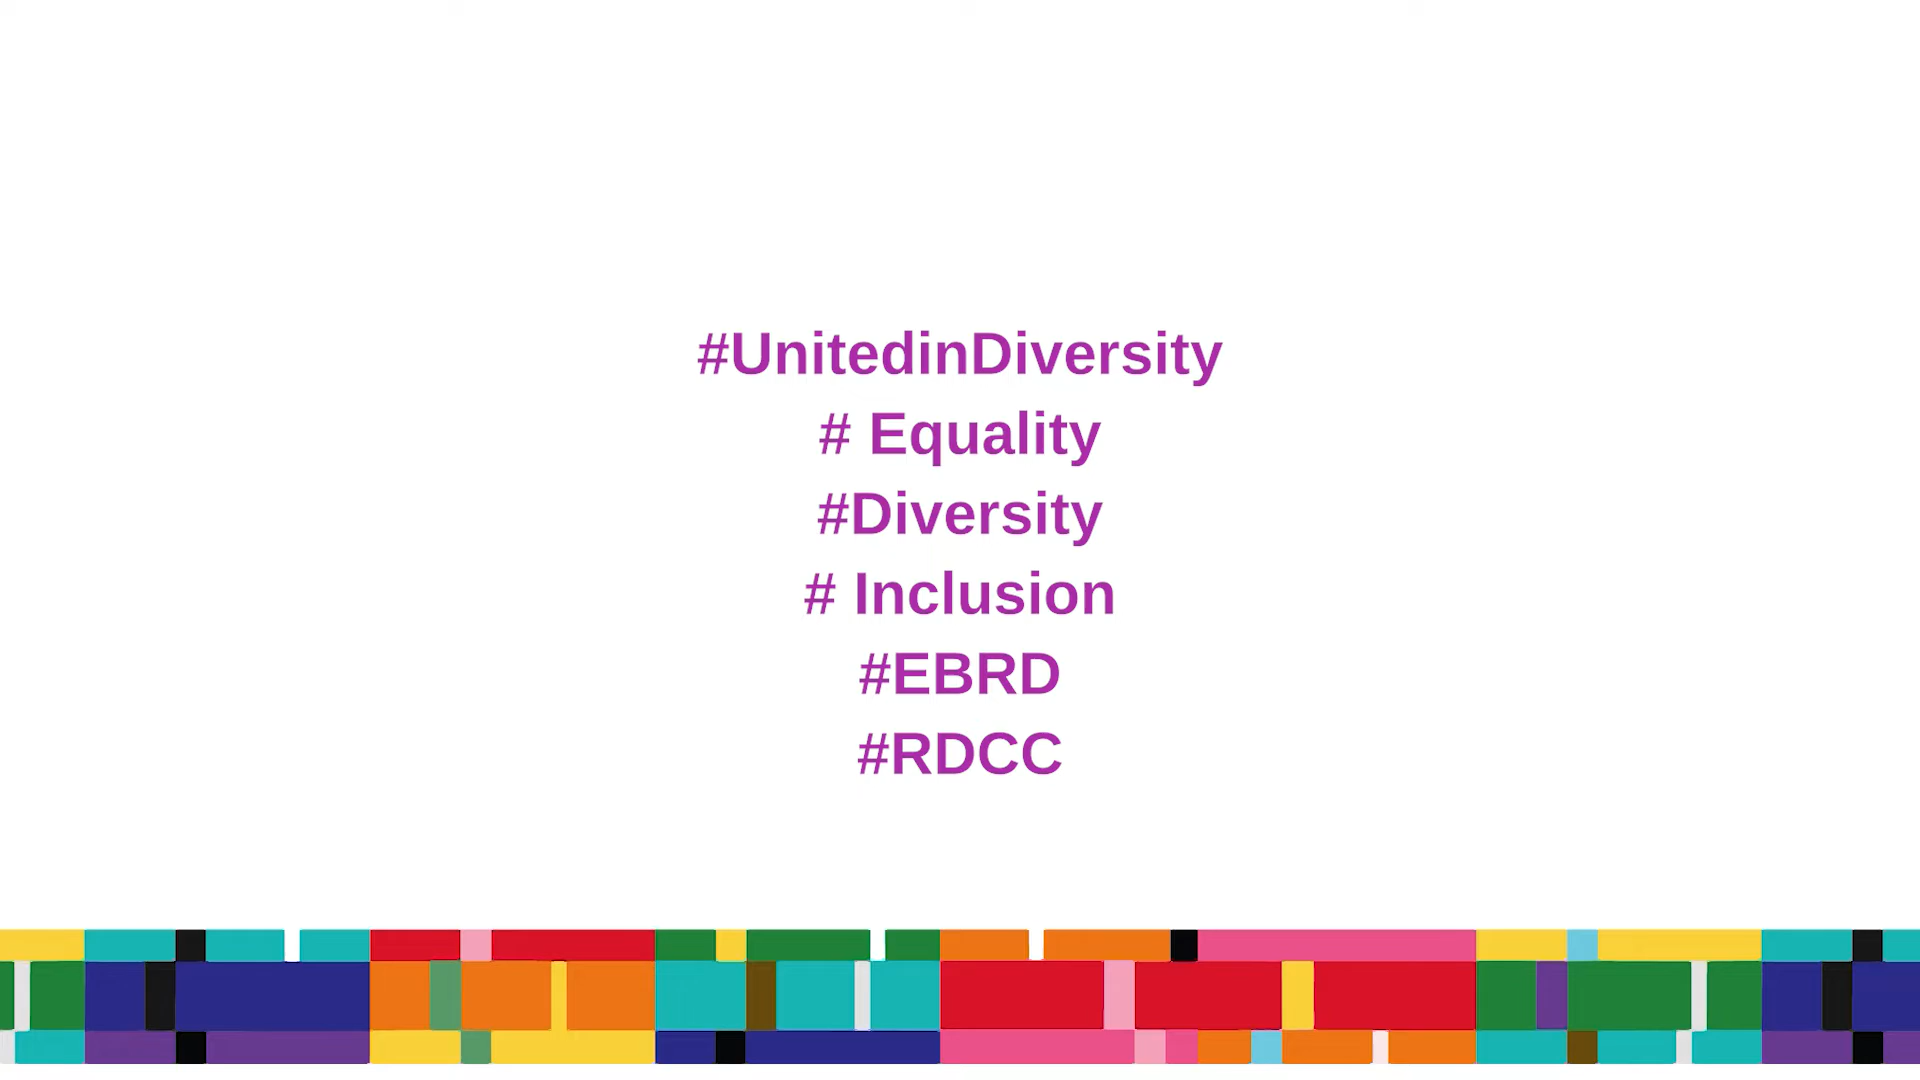 #UnitedinDiversity
# Equality
#Diversity
# Inclusion
#EBRD
#RDCC